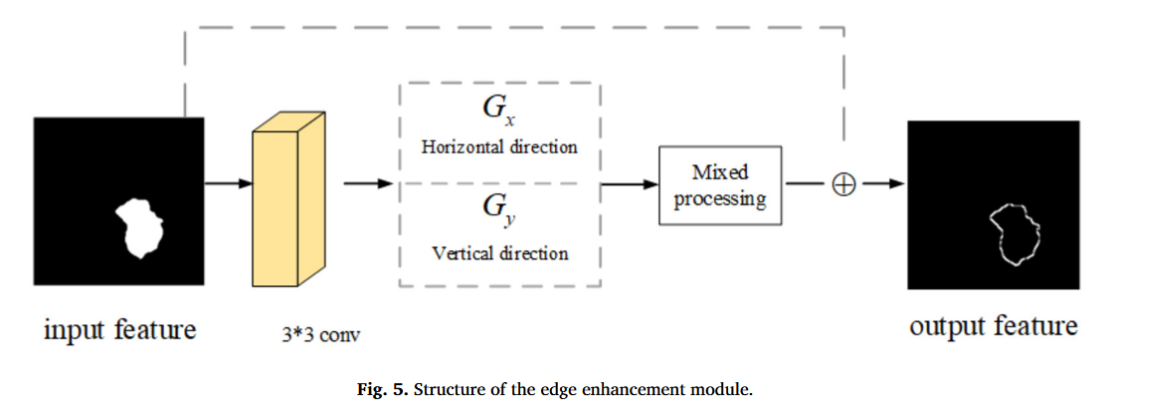 G_x
Horizontal direction
G_y
Vertical direction
Mixed
processing
input feature
3*3 conv
output feature
Fig. 5. Structure of the edge enhancement module.